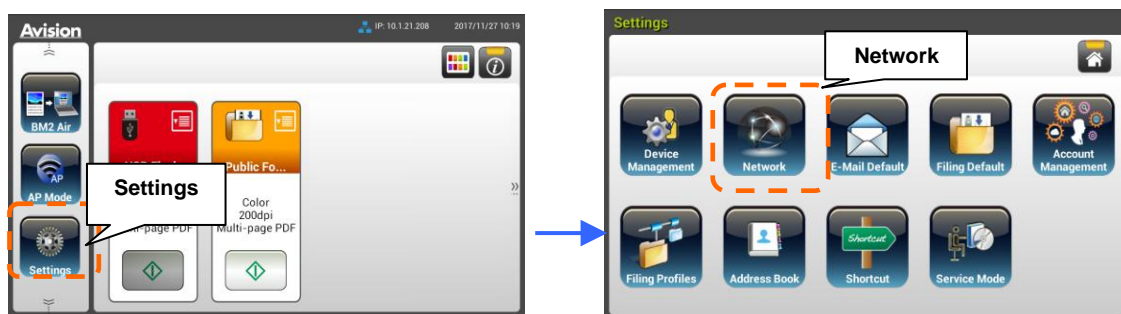 Avision
IP: 10.1.21.208 2017/11/27 10:19
BM2 Air
AP
AP Mode
Settings
Settings
Public Fo...
Color
200dpi
Multi-page PDF
-page PDF
Settings
Network
Device
Management
Network
E-Mail Default
Filing Default
Account
Management
Filing Profiles
Address Book
Shortcut
Shortcut
Service Mode